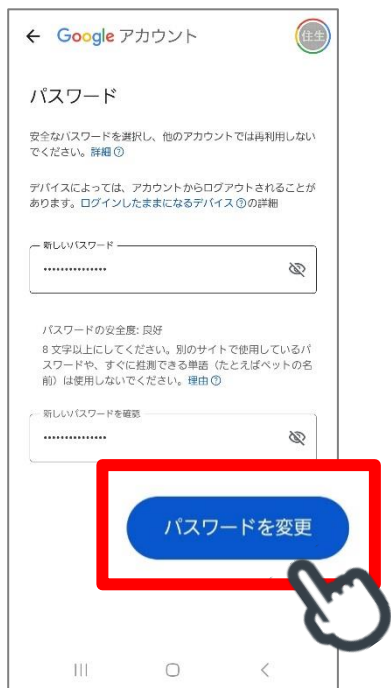 Google アカウント
住生
パスワード
安全なパスワードを選択し、他のアカウントでは再利用しない
でください。詳細
デバイスによっては、アカウントからログアウトされることが
あります。ログインしたままになるデバイス の詳細
新しいパスワード
パスワードの安全度: 良好
8 文字以上にしてください。別のサイトで使用しているパ
スワードや、すぐに推測できる単語（たとえばペットの名
前）は使用しないでください。理由
新しいパスワードを確認
パスワードを変更